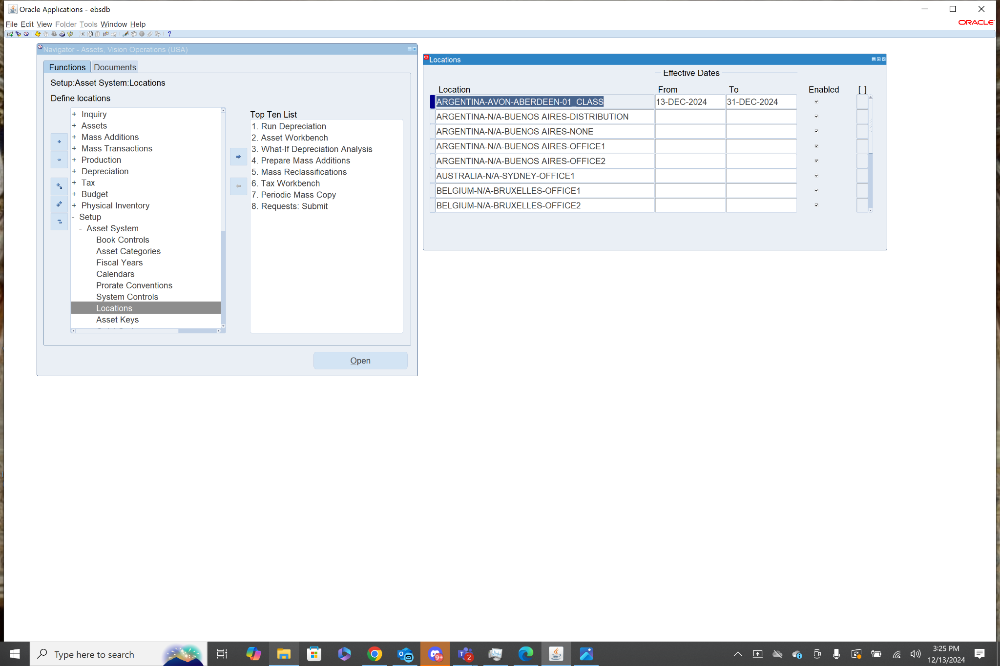 Oracle Applications - ebsdb
File Edit View Folder Tools Window Help
ORACLE
Navigator - Assets, Vision Operations (USA)
Functions Documents
Setup:Asset System:Locations
Define locations
+ Inquiry
+ Assets
+ Mass Additions
+ Mass Transactions
+ Production
+ Depreciation
+ Tax
+ Budget
+ Physical Inventory
- Setup
- Asset System
Book Controls
Asset Categories
Fiscal Years
Calendars
Prorate Conventions
System Controls
Locations
Asset Keys
Top Ten List
1. Run Depreciation
2. Asset Workbench
3. What-If Depreciation Analysis
4. Prepare Mass Additions
5. Mass Reclassifications
6. Tax Workbench
7. Periodic Mass Copy
8. Requests: Submit
Open
Locations
Effective Dates
Location From To Enabled [ ]
ARGENTINA-AVON-ABERDEEN-01_CLASS 13-DEC-2024 31-DEC-2024
ARGENTINA-N/A-BUENOS AIRES-DISTRIBUTION
ARGENTINA-N/A-BUENOS AIRES-NONE
ARGENTINA-N/A-BUENOS AIRES-OFFICE1
ARGENTINA-N/A-BUENOS AIRES-OFFICE2
AUSTRALIA-N/A-SYDNEY-OFFICE1
BELGIUM-N/A-BRUXELLES-OFFICE1
BELGIUM-N/A-BRUXELLES-OFFICE2
Type here to search
9+
2
3:25 PM
12/13/2024